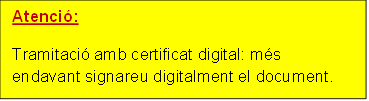 Atenció:
Tramitació amb certificat digital: més
endavant signareu digitalment el document.